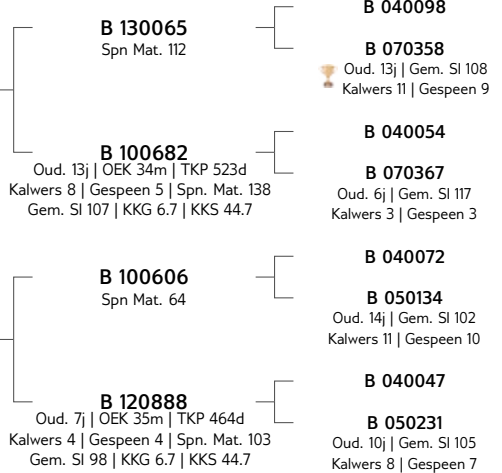 B 130065
Spn Mat. 112
B 100682
Oud. 13j | OEK 34m | TKP 523d
Kalwers 8 | Gespeen 5 | Spn. Mat. 138
Gem. SI 107 | KKG 6.7 | KKS 44.7
B 100606
Spn Mat. 64
B 120888
Oud. 7j | OEK 35m | TKP 464d
Kalwers 4 | Gespeen 4 | Spn. Mat. 103
Gem. SI 98 | KKG 6.7 | KKS 44.7
B 040098
B 070358
Oud. 13j | Gem. SI 108
Kalwers 11 | Gespeen 9
B 040054
B 070367
Oud. 6j | Gem. SI 117
Kalwers 3 | Gespeen 3
B 040072
B 050134
Oud. 14j | Gem. SI 102
Kalwers 11 | Gespeen 10
B 040047
B 050231
Oud. 10j | Gem. SI 105
Kalwers 8 | Gespeen 7